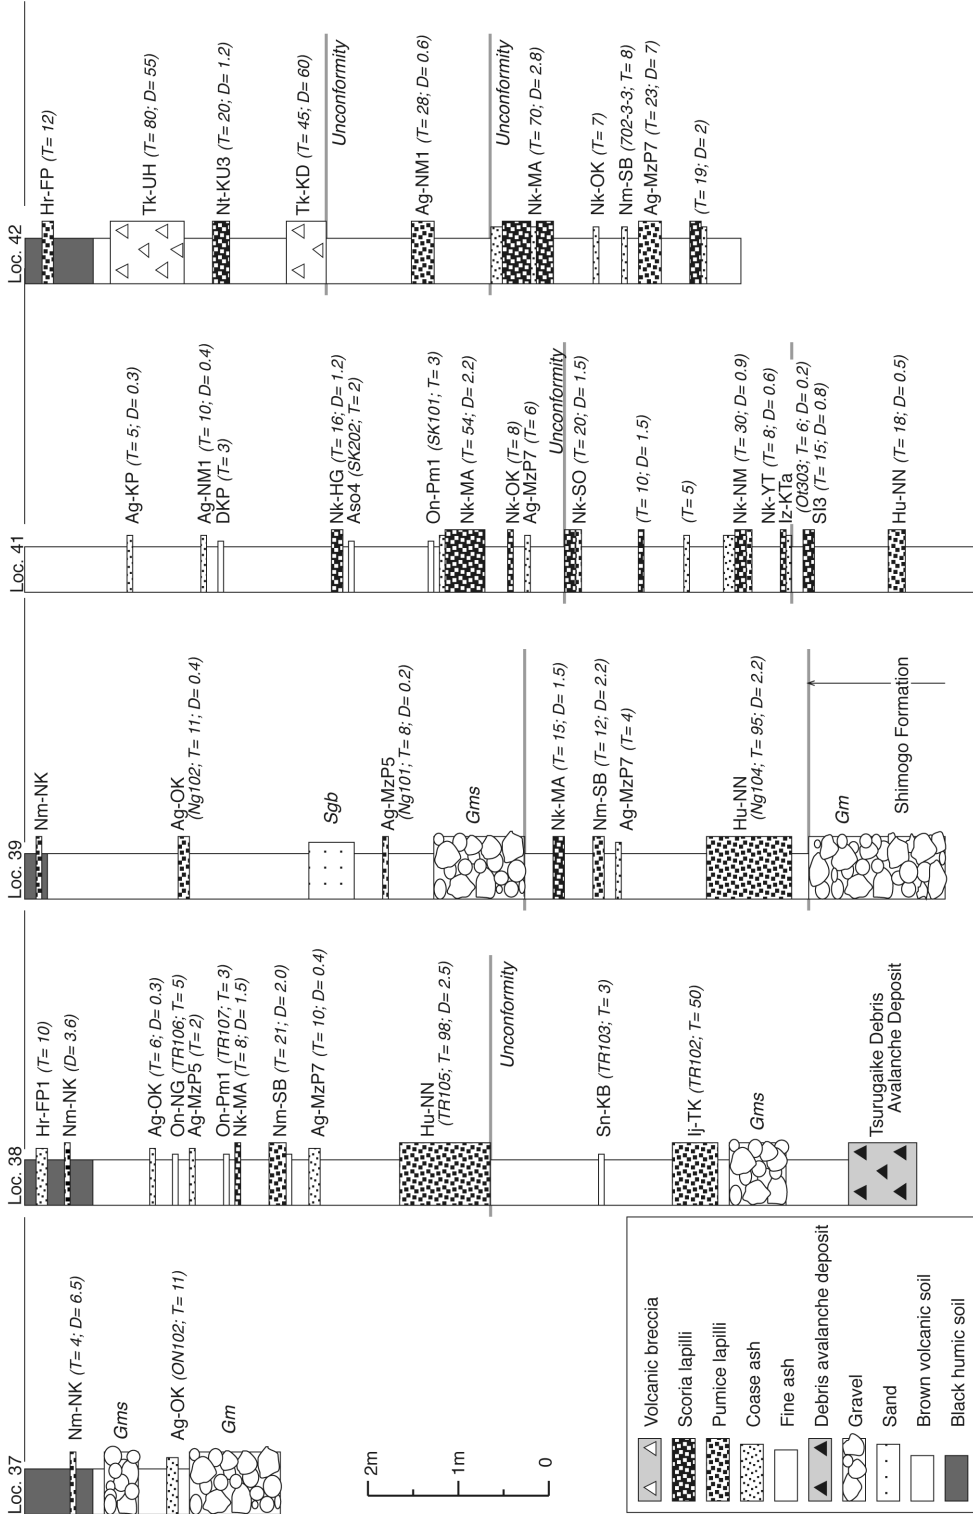 Loc. 37
Nm-NK (T= 4; D= 6.5)
Gms
Ag-OK (ON102; T= 11)
Gm
2m
1m
0
Loc. 38
Hr-FP1 (T= 10)
Nm-NK (D= 3.6)
Ag-OK (T= 6; D= 0.3)
On-NG (TR106; T= 5)
Ag-MzP5 (T= 2)
On-Pm1 (TR107; T= 3)
Nk-MA (T= 8; D= 1.5)
Nm-SB (T= 21; D= 2.0)
Ag-MzP7 (T= 10; D= 0.4)
Hu-NN
(TR105; T= 98; D= 2.5)
Unconformity
Sn-KB (TR103; T= 3)
Ij-TK (TR102; T= 50)
Gms
Tsurugaike Debris
Avalanche Deposit
Loc. 39
Nm-NK
Ag-OK
(Ng102; T= 11; D= 0.4)
Sgb
Ag-MzP5
(Ng101; T= 8; D= 0.2)
Gms
Nk-MA (T= 15; D= 1.5)
Nm-SB (T= 12; D= 2.2)
Ag-MzP7 (T= 4)
Hu-NN
(Ng104; T= 95; D= 2.2)
Gm
Shimogo Formation
Loc. 41
Ag-KP (T= 5; D= 0.3)
Ag-NM1 (T= 10; D= 0.4)
DKP (T= 3)
Nk-HG (T= 16; D= 1.2)
Aso4 (SK202; T= 2)
On-Pm1 (SK101; T= 3)
Nk-MA (T= 54; D= 2.2)
Nk-OK (T= 8)
Ag-MzP7 (T= 6)
Unconformity
Nk-SO (T= 20; D= 1.5)
(T= 10; D= 1.5)
(T= 5)
Nk-NM (T= 30; D= 0.9)
Nk-YT (T= 8; D= 0.6)
Iz-KTa
(Ot303; T= 6; D= 0.2)
SI3 (T= 15; D= 0.8)
Hu-NN (T= 18; D= 0.5)
Loc. 42
Hr-FP (T= 12)
Tk-UH (T= 80; D= 55)
Nt-KU3 (T= 20; D= 1.2)
Tk-KD (T= 45; D= 60)
Unconformity
Ag-NM1 (T= 28; D= 0.6)
Unconformity
Nk-MA (T= 70; D= 2.8)
Nk-OK (T= 7)
Nm-SB (702-3-3; T= 8)
Ag-MzP7 (T= 23; D= 7)
(T= 19; D= 2)
Volcanic breccia
Scoria lapilli
Pumice lapilli
Coase ash
Fine ash
Debris avalanche deposit
Gravel
Sand
Brown volcanic soil
Black humic soil